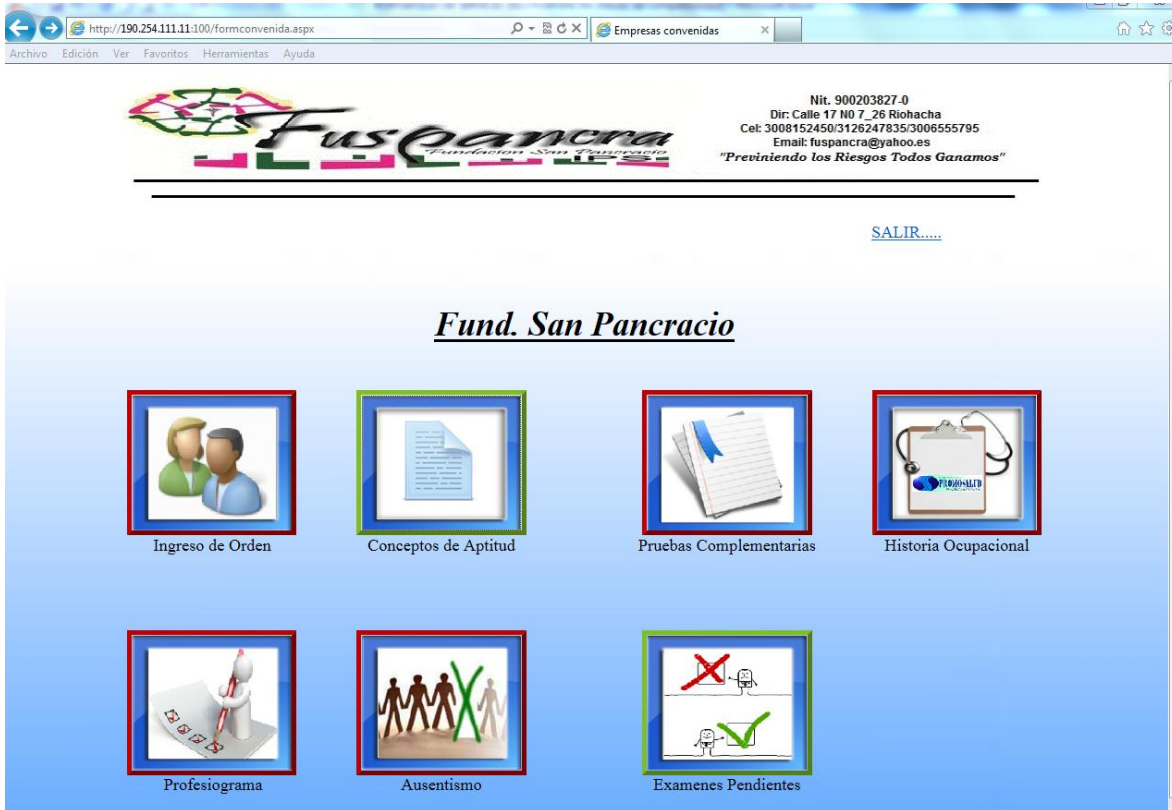 http://190.254.111.11:100/formconvenida.aspx
Empresas convenidas
Archivo Edición Ver Favoritos Herramientas Ayuda
Fuspancra
Fundacion San Pancracio
IPS
Nit. 900203827-0
Dir: Calle 17 N0 7_26 Riohacha
Cel: 3008152450/3126247835/3006555795
Email: fuspancra@yahoo.es
"Previniendo los Riesgos Todos Ganamos"
SALIR.....
Fund. San Pancracio
PROMOSALUD
Ingreso de Orden
Conceptos de Aptitud
Pruebas Complementarias
Historia Ocupacional
Profesiograma
Ausentismo
Examenes Pendientes